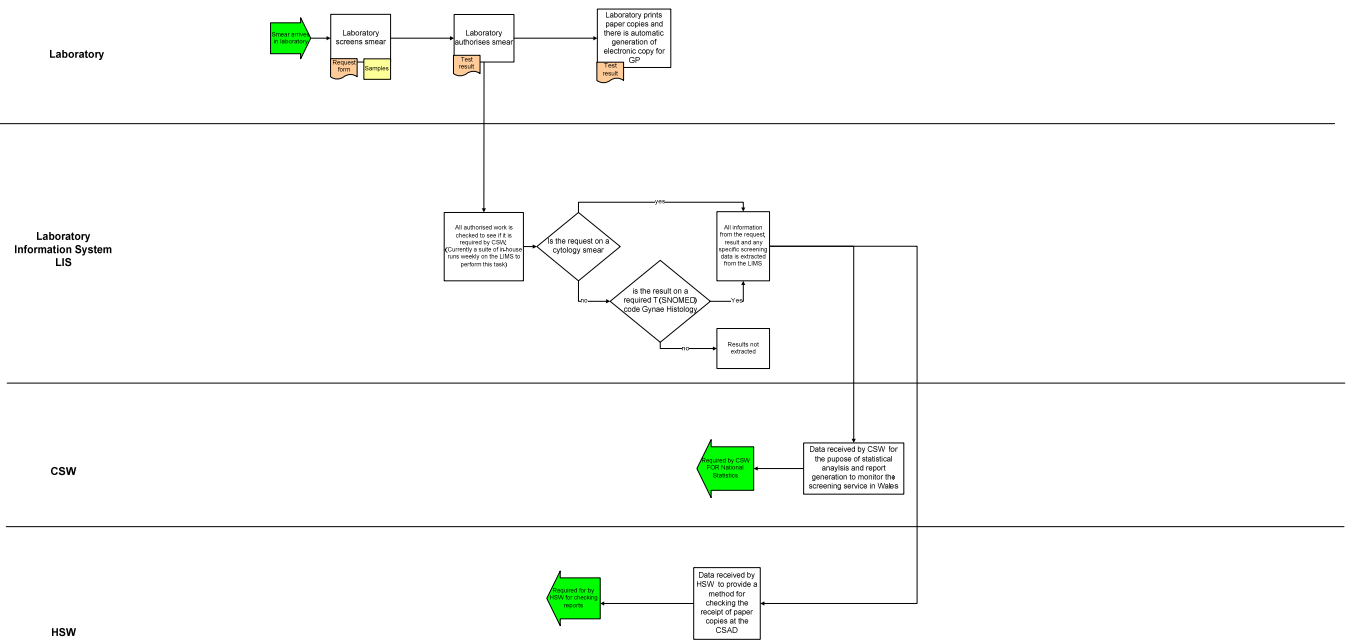 Laboratory
Smear arrives
in laboratory
Laboratory
screens smear
Request
form
Samples
Laboratory
authorises smear
Test
result
Laboratory prints
paper copies and
there is automatic
generation of
electronic copy for
GP
Test
result
Laboratory
Information System
LIS
All authorised work is
checked to see if it is
required by CSW.
(Currently a suite of in-house
runs weekly on the LIMS to
perform this task)
Is the request on a
cytology smear
yes
no
is the result on a
required T (SNOMED)
code Gynae Histology
Yes
no
All information
from the request,
result and any
specific screening
data is extracted
from the LIMS
Results not
extracted
CSW
Required by CSW
FOR National
Statistics
Data received by CSW for
the pupose of statistical
anaylsis and report
generation to monitor the
screening service in Wales
HSW
Required for by
HSW for checking
reports
Data received by
HSW to provide a
method for
checking the
receipt of paper
copies at the
CSAD